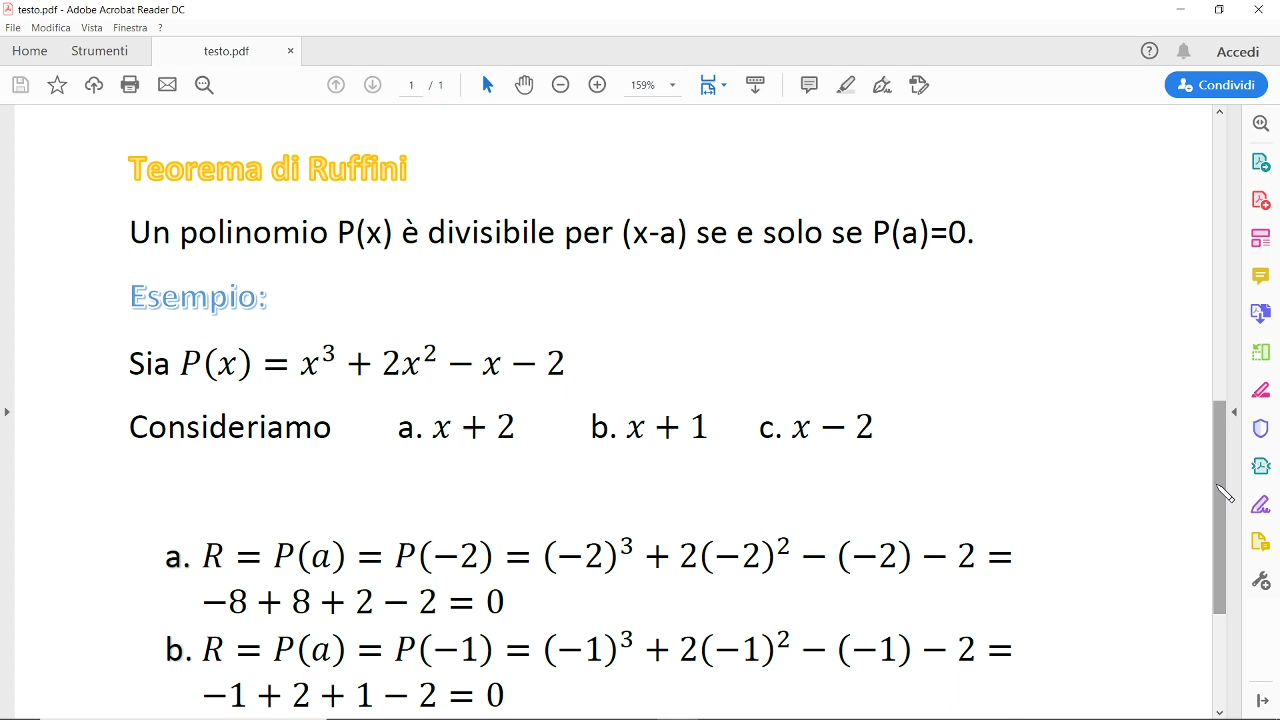 testo.pdf - Adobe Acrobat Reader DC
File Modifica Vista Finestra ?
Home Strumenti testo.pdf × Accedi
1 / 1 159% Condividi
Teorema di Ruffini
Un polinomio P(x) è divisibile per (x-a) se e solo se P(a)=0.
Esempio:
Sia P(x) = x³ + 2x² − x − 2
Consideriamo a. x + 2 b. x + 1 c. x − 2
a. R = P(a) = P(−2) = (−2)³ + 2(−2)² − (−2) − 2 =
−8 + 8 + 2 − 2 = 0
b. R = P(a) = P(−1) = (−1)³ + 2(−1)² − (−1) − 2 =
−1 + 2 + 1 − 2 = 0